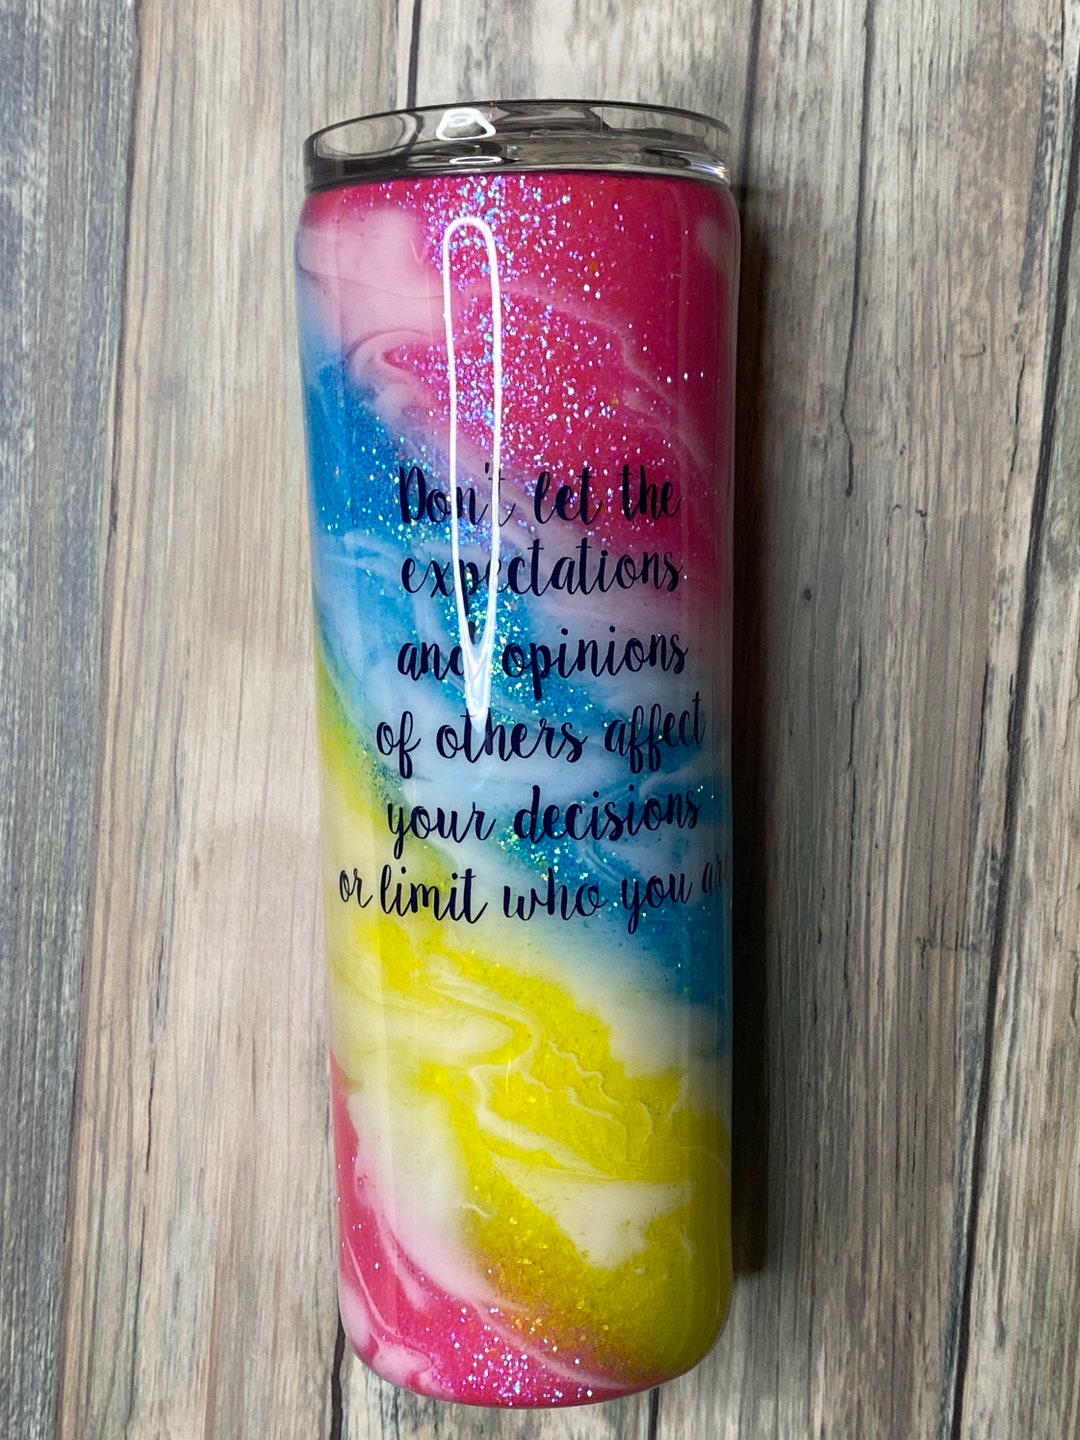 Don't let the
expectations
and opinions
of others affect
your decisions
or limit who you